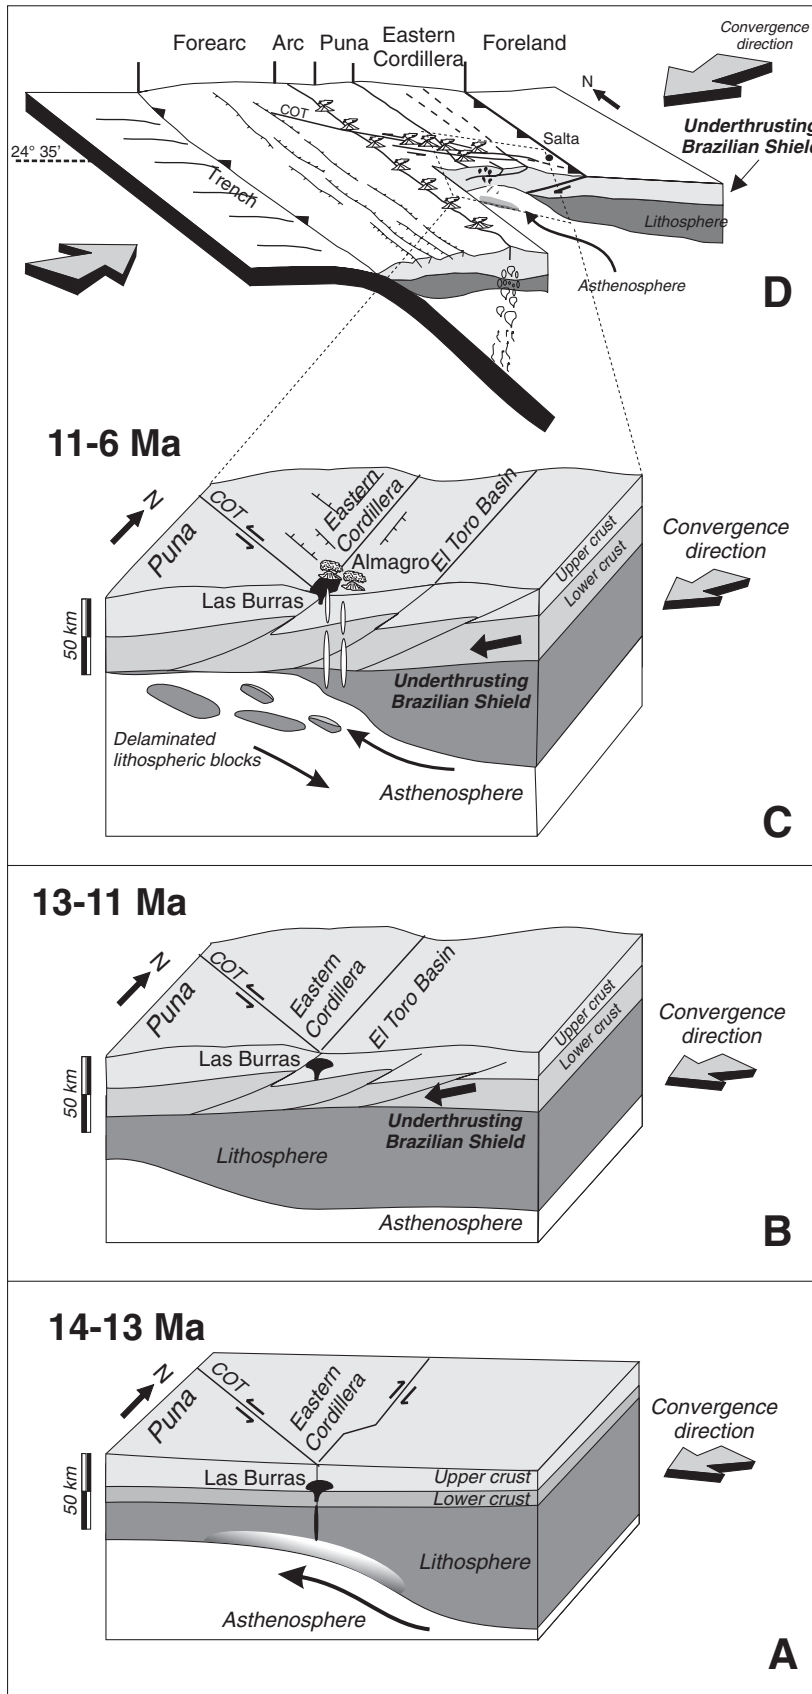 Forearc
Arc
Puna
Eastern
Cordillera
Foreland
Convergence
direction
N
COT
Salta
Underthrusting
Brazilian Shield
24° 35’
Trench
Lithosphere
Asthenosphere
D
11-6 Ma
N
COT
Puna
Eastern
Cordillera
El Toro Basin
Almagro
Las Burras
Upper crust
Lower crust
Convergence
direction
50 km
Underthrusting
Brazilian Shield
Delaminated
lithospheric blocks
Asthenosphere
C
13-11 Ma
N
COT
Puna
Eastern
Cordillera
El Toro Basin
Las Burras
Upper crust
Lower crust
Convergence
direction
50 km
Underthrusting
Brazilian Shield
Lithosphere
Asthenosphere
B
14-13 Ma
N
COT
Puna
Eastern
Cordillera
Convergence
direction
Las Burras
Upper crust
Lower crust
50 km
Lithosphere
Asthenosphere
A